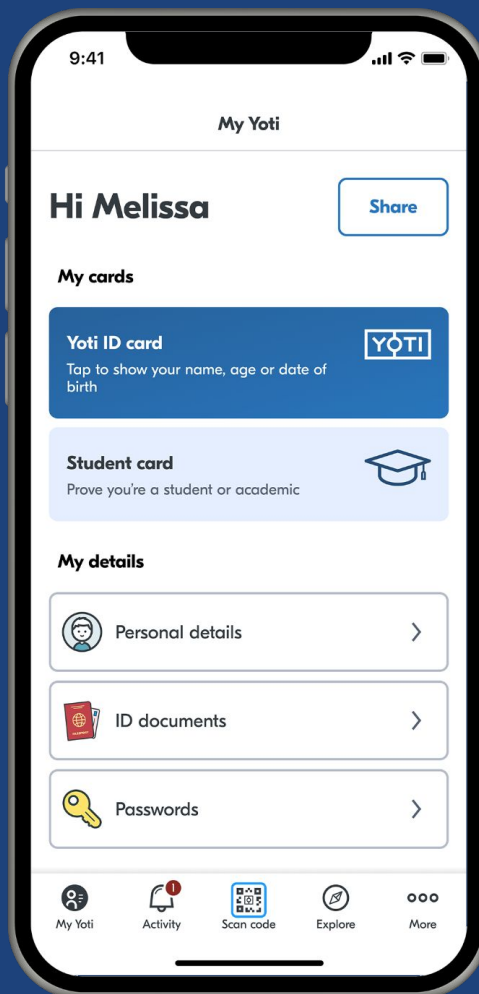 9:41
My Yoti
Hi Melissa
Share
My cards
Yoti ID card
YOTI
Tap to show your name, age or date of
birth
Student card
Prove you're a student or academic
My details
Personal details
ID documents
Passwords
1
My Yoti
Activity
Scan code
Explore
More